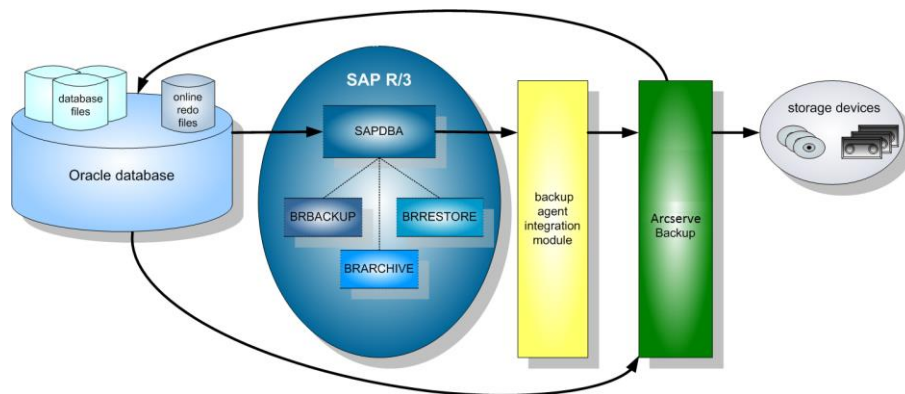 database
files
online
redo
files
Oracle database
SAP R/3
SAPDBA
BRBACKUP
BRRESTORE
BRARCHIVE
backup
agent
integration
module
Arcserve
Backup
storage devices